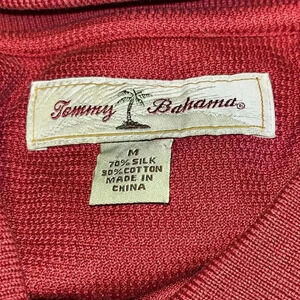 Tommy Bahama®
M
70% SILK
30% COTTON
MADE IN
CHINA